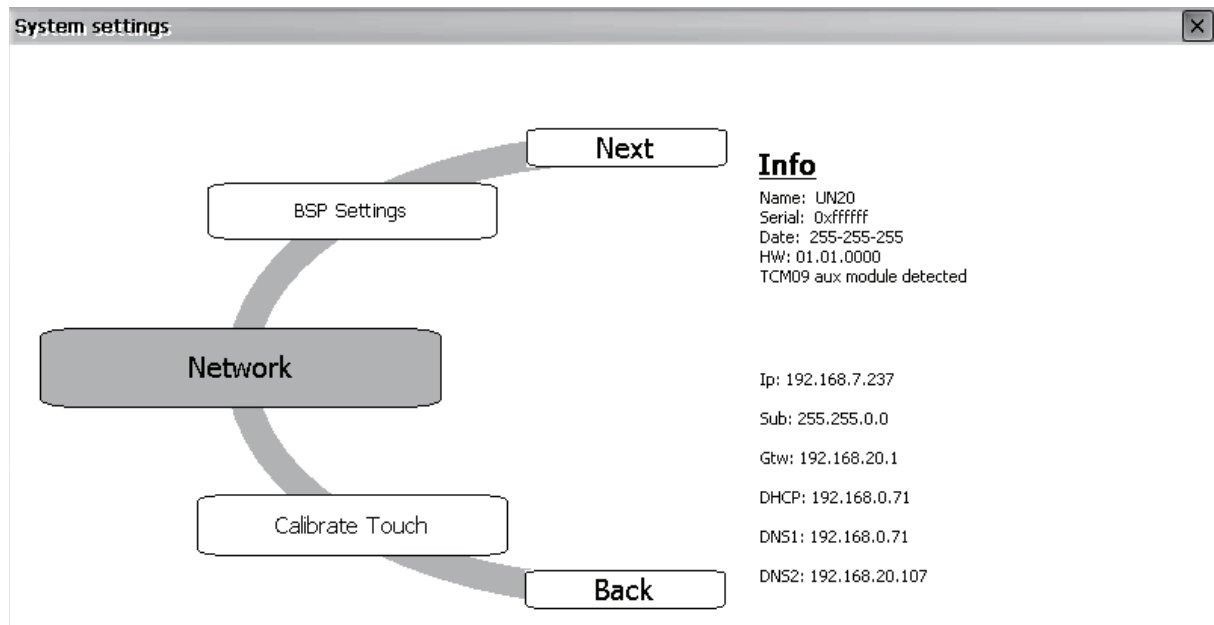 System settings
Next
BSP Settings
Network
Calibrate Touch
Back
Info
Name: UN20
Serial: 0xffffff
Date: 255-255-255
HW: 01.01.0000
TCM09 aux module detected
Ip: 192.168.7.237
Sub: 255.255.0.0
Gtw: 192.168.20.1
DHCP: 192.168.0.71
DNS1: 192.168.0.71
DNS2: 192.168.20.107